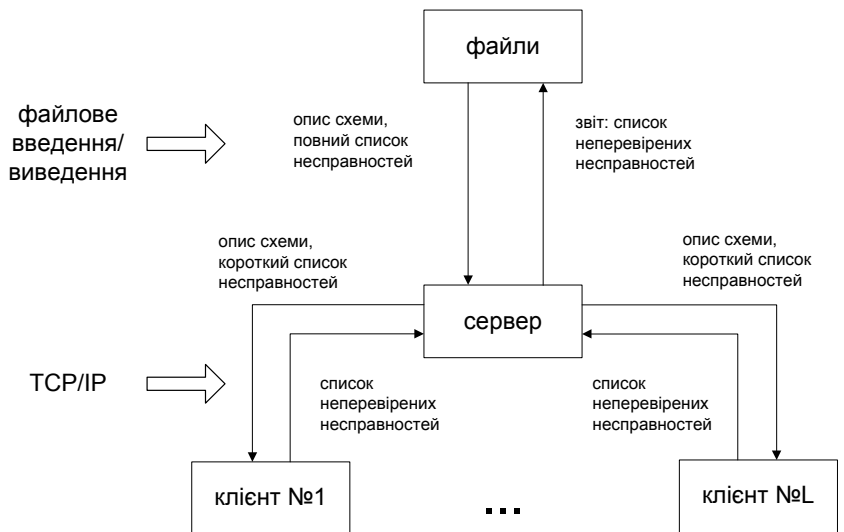 файли
файлове
введення/
виведення
опис схеми,
повний список
несправностей
звіт: список
неперевірених
несправностей
опис схеми,
короткий список
несправностей
опис схеми,
короткий список
несправностей
сервер
TCP/IP
список
неперевірених
несправностей
список
неперевірених
несправностей
клієнт №1
...
клієнт №L